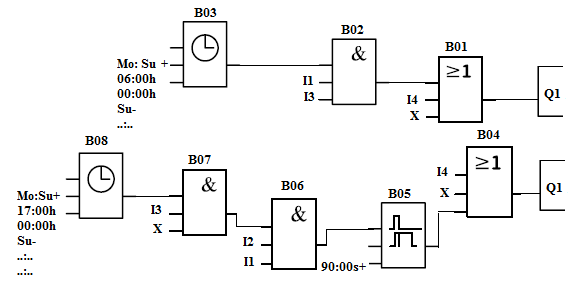 B03
B02
&
Mo: Su +
06:00h
00:00h
Su-
..:..
I1
I3
B01
≥1
I4
X
Q1
B08
Mo:Su+
17:00h
00:00h
Su-
..:..
..:..
B07
&
I3
X
B06
&
I2
I1
B05
90:00s+
B04
≥1
I4
X
Q1